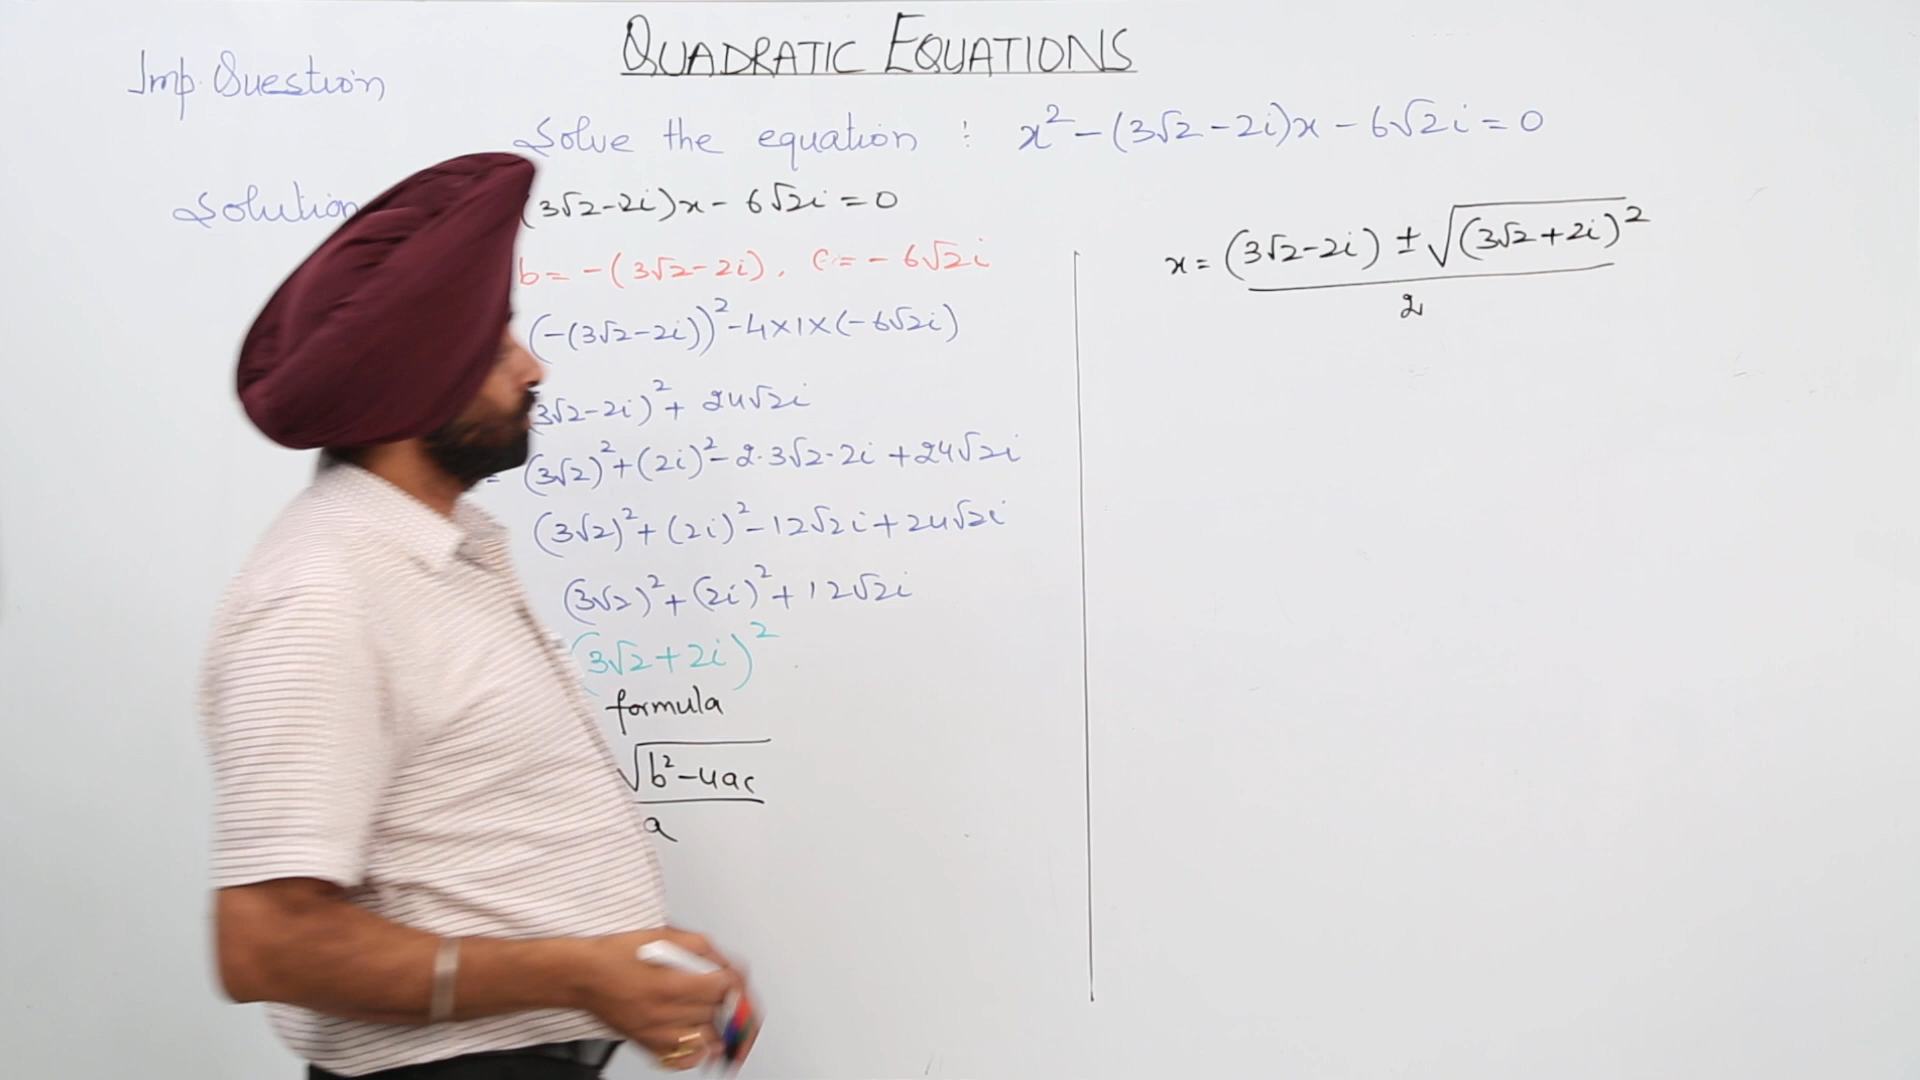 QUADRATIC EQUATIONS
Imp. Question
Solve the equation : x² - (3√2 - 2i)x - 6√2i = 0
Solution
(3√2-2i)x - 6√2i = 0
b = -(3√2-2i), c = -6√2i
(-(3√2-2i))² - 4×1×(-6√2i)
3√2-2i)² + 24√2i
= (3√2)² + (2i)² - 2·3√2·2i + 24√2i
(3√2)² + (2i)² - 12√2i + 24√2i
(3√2)² + (2i)² + 12√2i
(3√2+2i)²
formula
√b²-4ac
a
x = (3√2-2i) ± √(3√2+2i)²
2